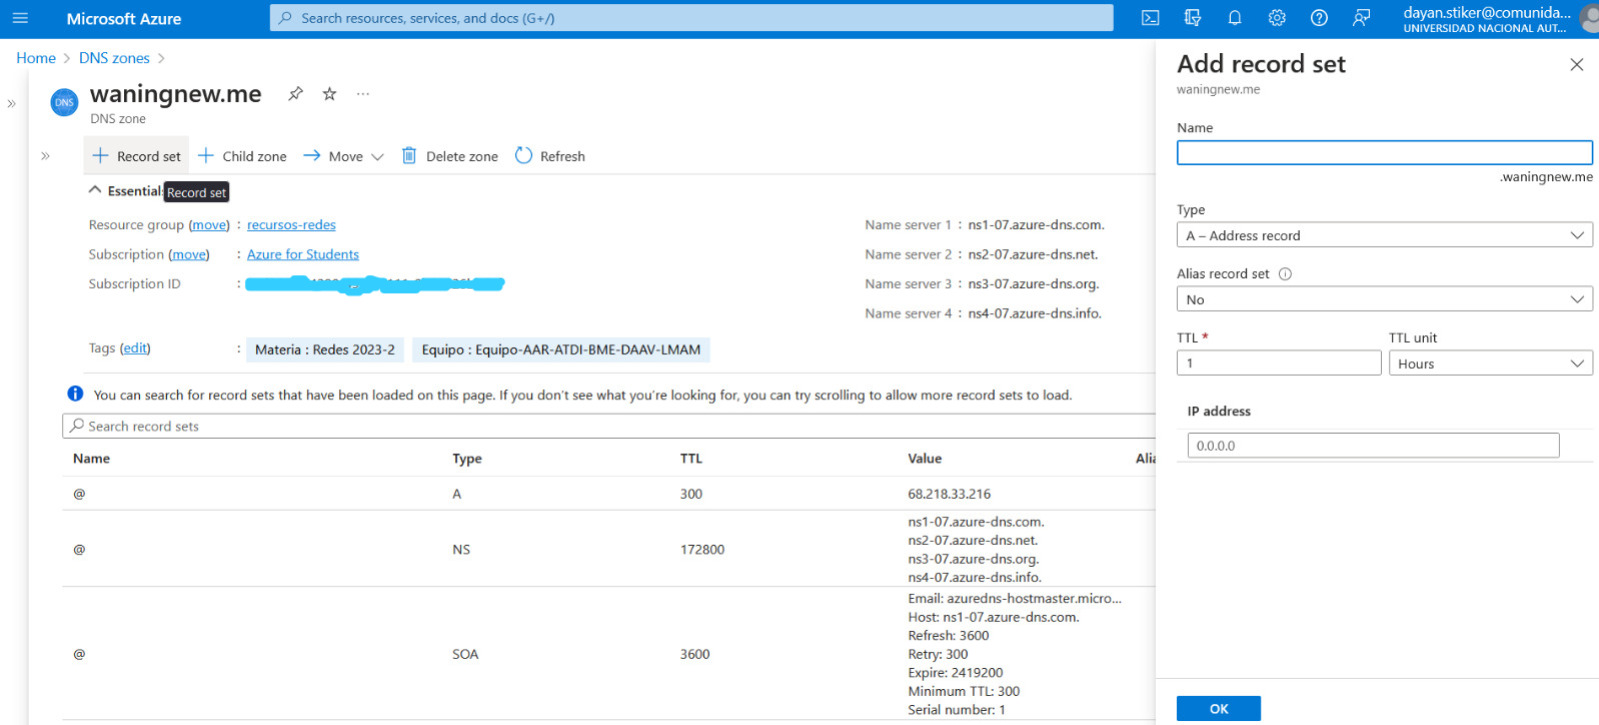 Microsoft Azure
Search resources, services, and docs (G+/)
dayan.stiker@comunida...
UNIVERSIDAD NACIONAL AUT...
Home > DNS zones >
DNS
waningnew.me
...
DNS zone
Record set
Child zone
Move
Delete zone
Refresh
Essential
Record set
Resource group (move) : recursos-redes
Subscription (move) : Azure for Students
Subscription ID :
Name server 1 : ns1-07.azure-dns.com.
Name server 2 : ns2-07.azure-dns.net.
Name server 3 : ns3-07.azure-dns.org.
Name server 4 : ns4-07.azure-dns.info.
Tags (edit) : Materia : Redes 2023-2 Equipo : Equipo-AAR-ATDI-BME-DAAV-LMAM
You can search for record sets that have been loaded on this page. If you don't see what you're looking for, you can try scrolling to allow more record sets to load.
Search record sets
Name Type TTL Value Alia
@ A 300 68.218.33.216
@ NS 172800
ns1-07.azure-dns.com.
ns2-07.azure-dns.net.
ns3-07.azure-dns.org.
ns4-07.azure-dns.info.
@ SOA 3600
Email: azuredns-hostmaster.micro...
Host: ns1-07.azure-dns.com.
Refresh: 3600
Retry: 300
Expire: 2419200
Minimum TTL: 300
Serial number: 1
Add record set
waningnew.me
Name
.waningnew.me
Type
A – Address record
Alias record set
No
TTL *
1
TTL unit
Hours
IP address
0.0.0.0
OK